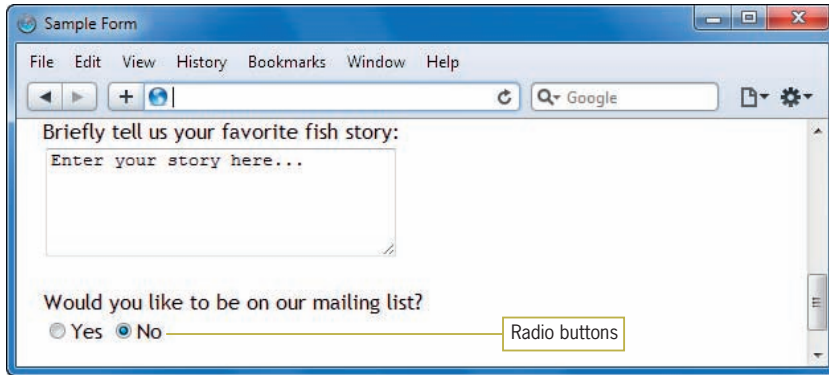 Sample Form
File Edit View History Bookmarks Window Help
Google
Briefly tell us your favorite fish story:
Enter your story here...
Would you like to be on our mailing list?
Yes No
Radio buttons